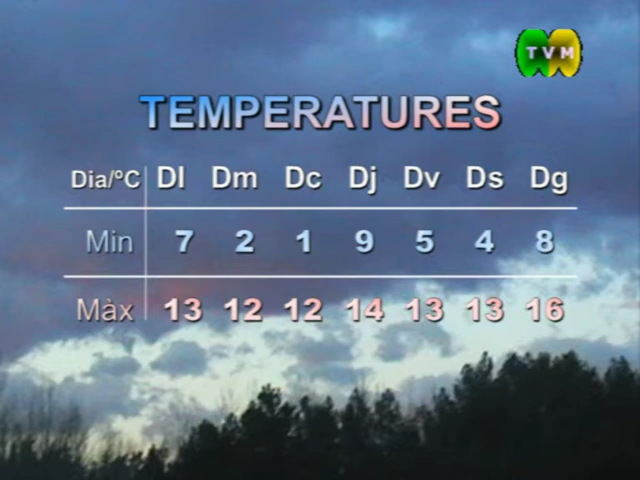 TVM
TEMPERATURES
Dia/ºC Dl Dm Dc Dj Dv Ds Dg
Min 7 2 1 9 5 4 8
Màx 13 12 12 14 13 13 16